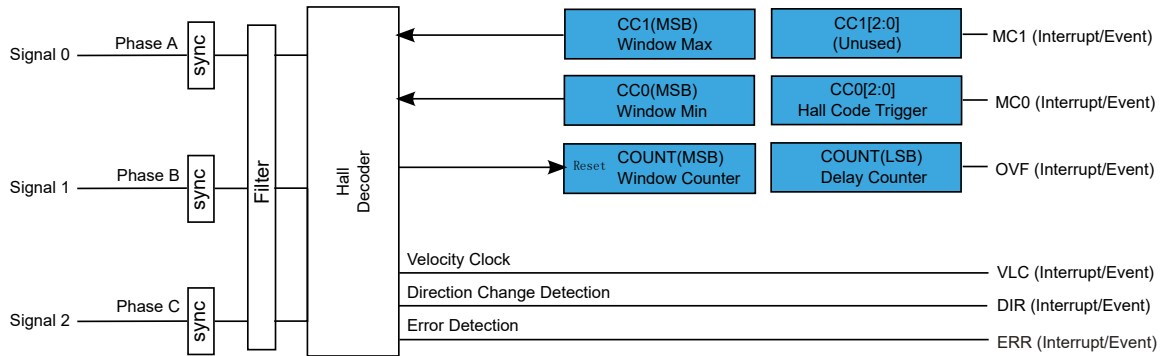 Signal 0
Phase A
sync
Signal 1
Phase B
sync
Signal 2
Phase C
sync
Filter
Hall
Decoder
CC1(MSB)
Window Max
CC1[2:0]
(Unused)
MC1 (Interrupt/Event)
CC0(MSB)
Window Min
CC0[2:0]
Hall Code Trigger
MC0 (Interrupt/Event)
Reset
COUNT(MSB)
Window Counter
COUNT(LSB)
Delay Counter
OVF (Interrupt/Event)
Velocity Clock
VLC (Interrupt/Event)
Direction Change Detection
DIR (Interrupt/Event)
Error Detection
ERR (Interrupt/Event)